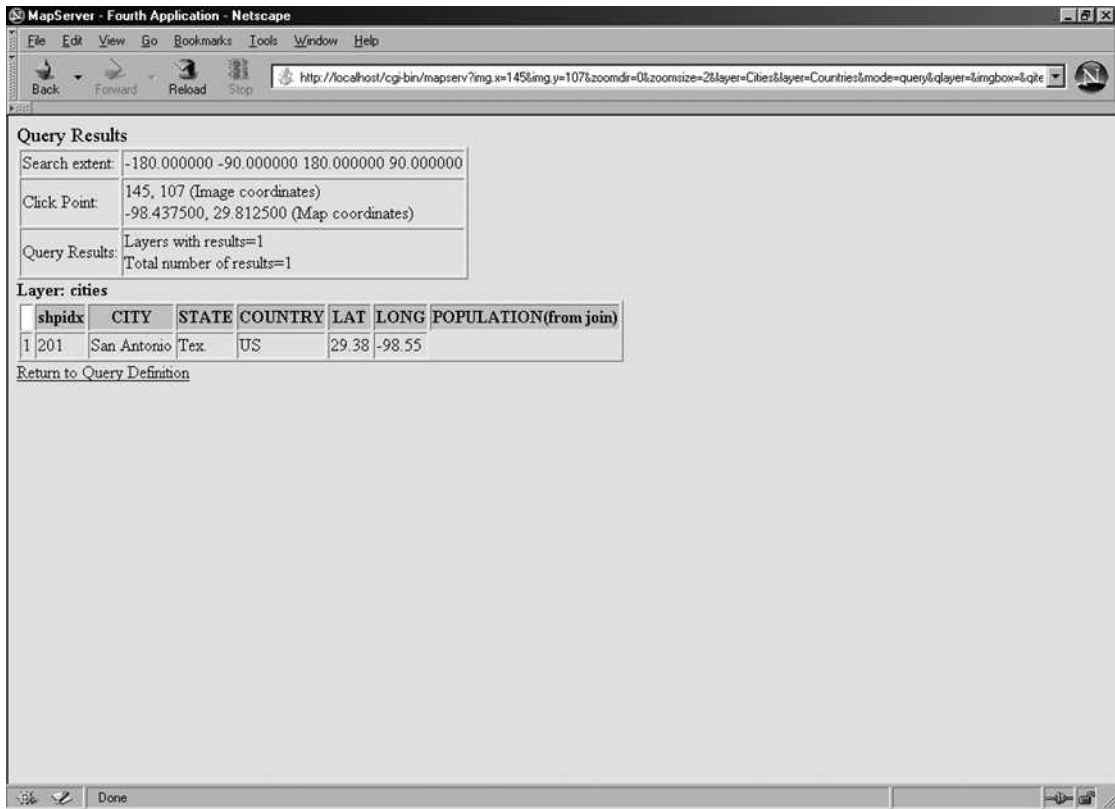 MapServer - Fourth Application - Netscape
File Edit View Go Bookmarks Tools Window Help
Back Forward Reload Stop http://localhost/cgi-bin/mapserv?img.x=145&img.y=107&zoomdir=0&zoomsize=2&layer=Cities&layer=Countries&mode=query&qlayer=&imgbox=&qite
Query Results
Search extent: -180.000000 -90.000000 180.000000 90.000000
Click Point: 145, 107 (Image coordinates)
-98.437500, 29.812500 (Map coordinates)
Query Results: Layers with results=1
Total number of results=1
Layer: cities
shpidx CITY STATE COUNTRY LAT LONG POPULATION(from join)
1 201 San Antonio Tex. US 29.38 -98.55
Return to Query Definition
Done